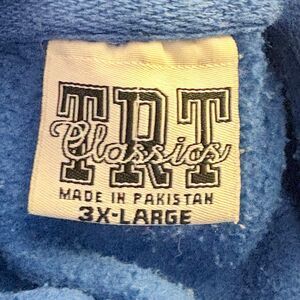 TRT
Classics
MADE IN PAKISTAN
3X-LARGE